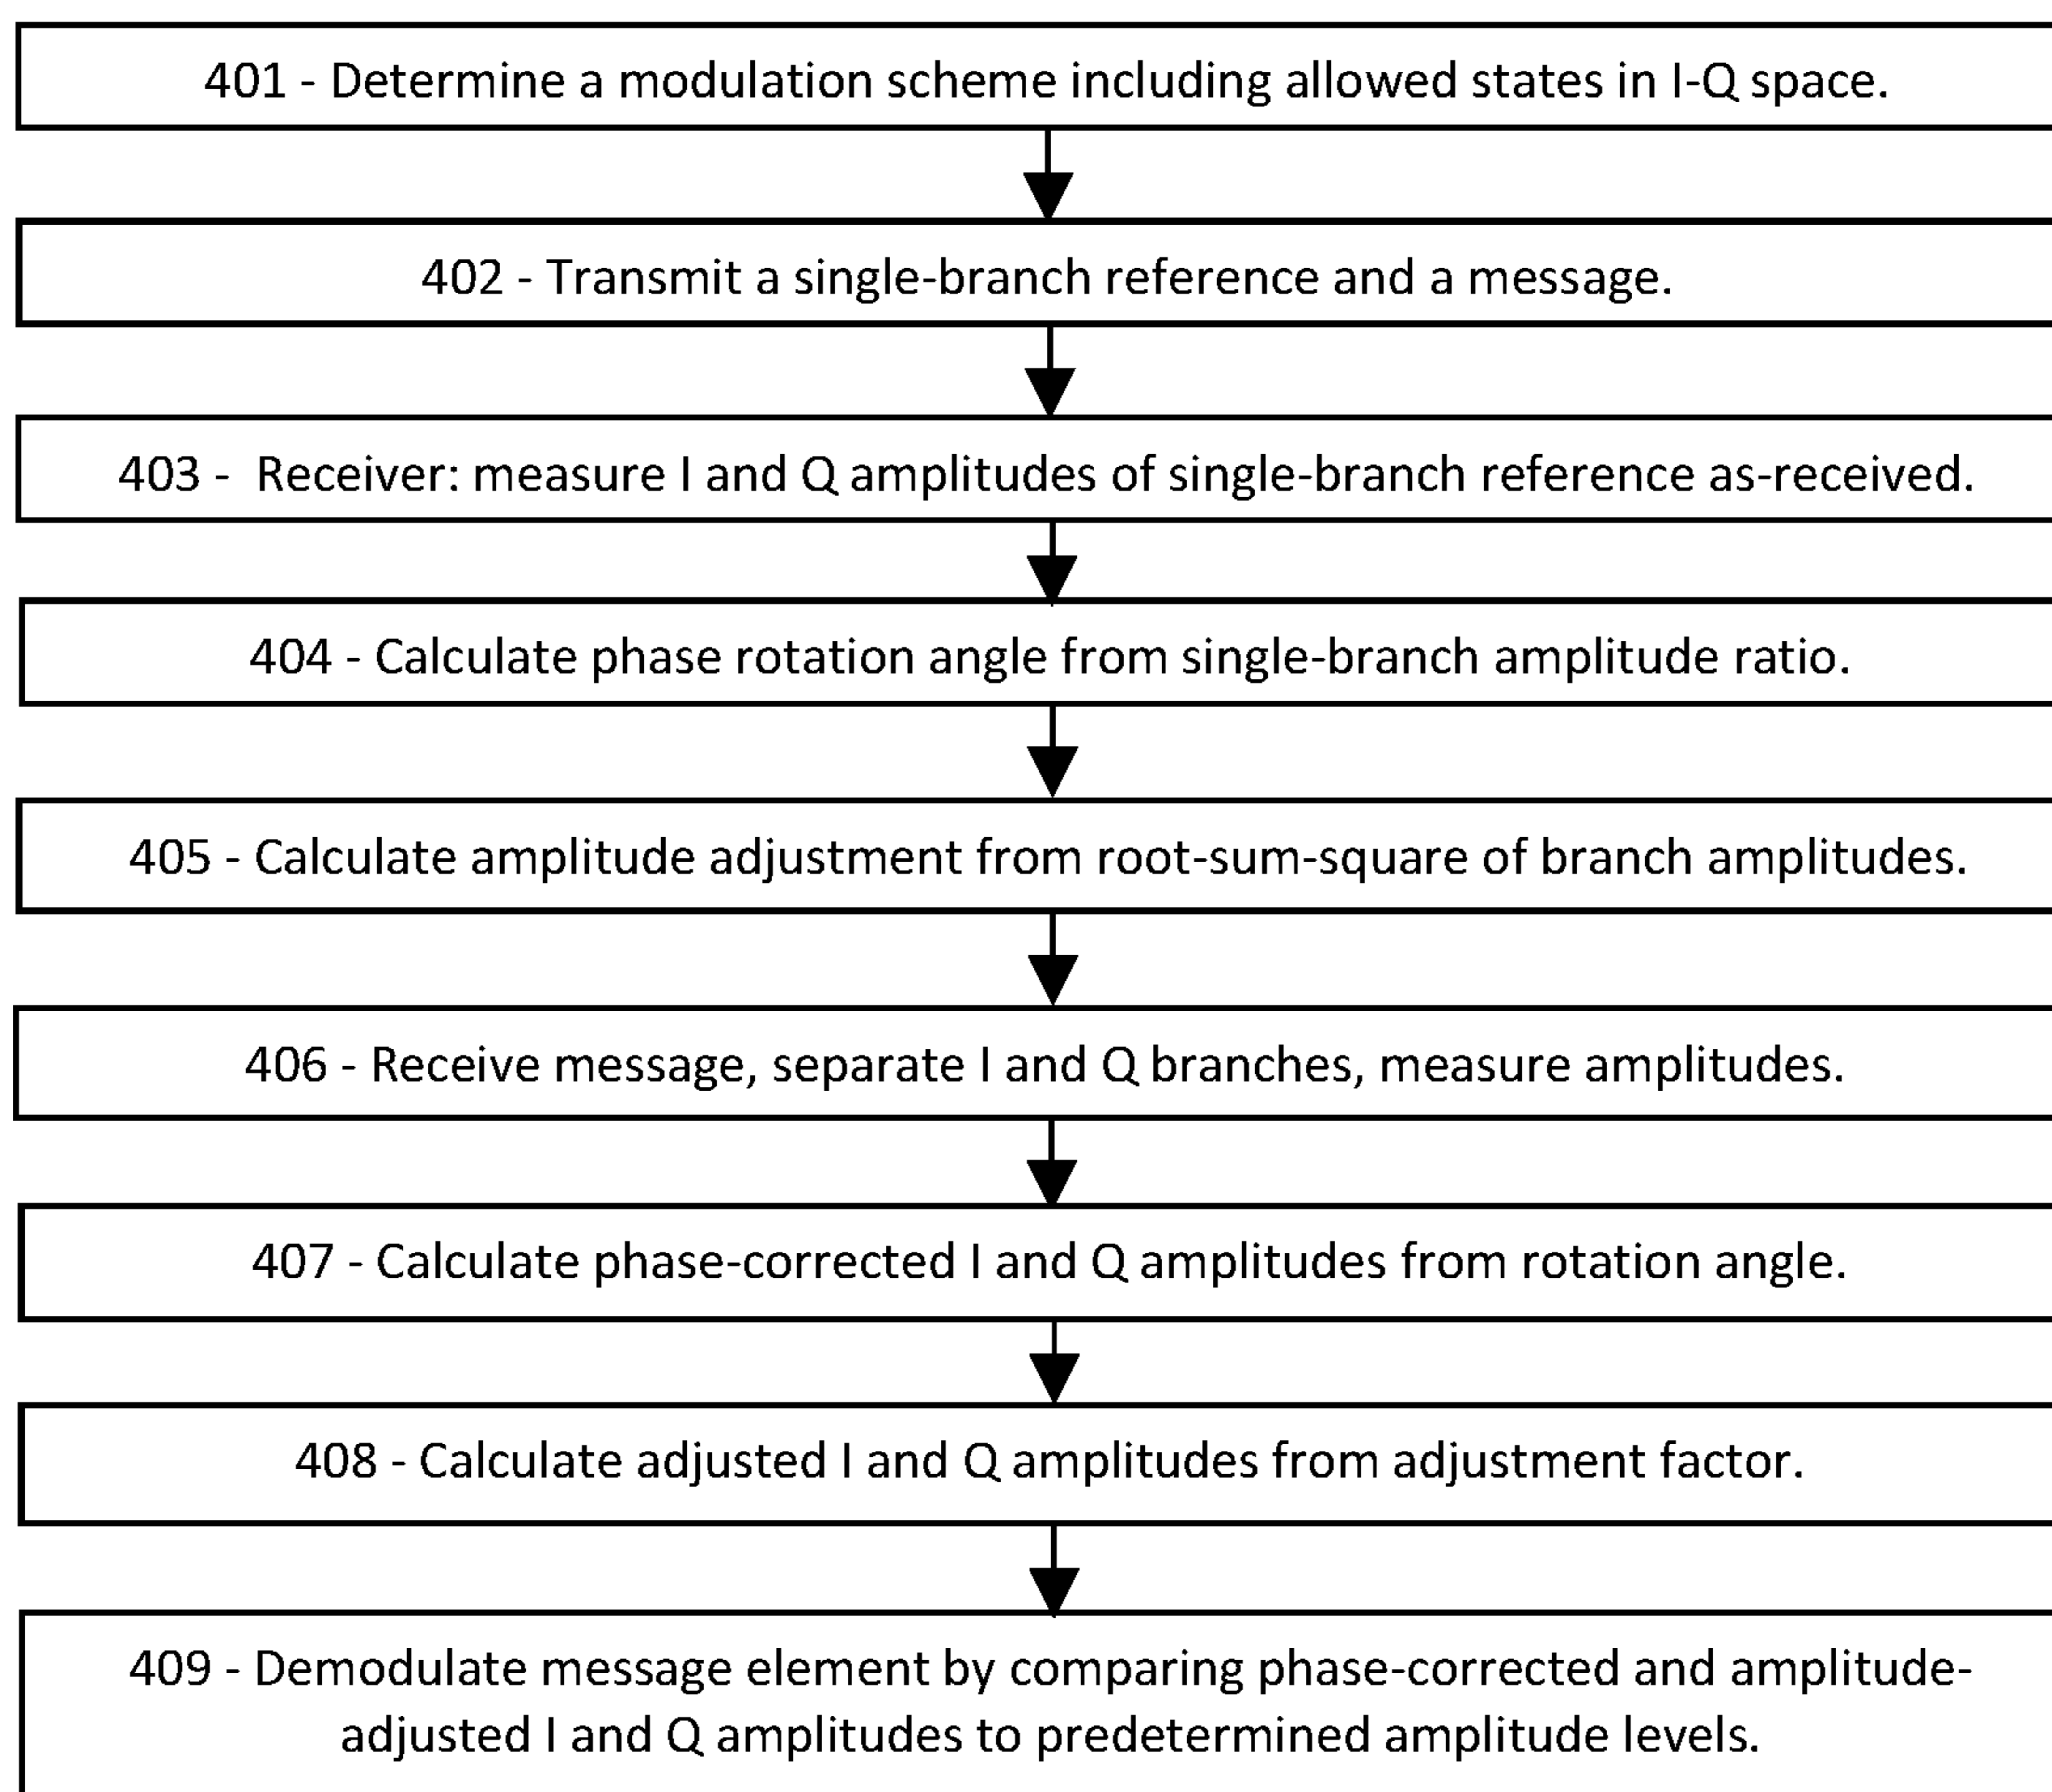 401 - Determine a modulation scheme including allowed states in I-Q space.
402 - Transmit a single-branch reference and a message.
403 -  Receiver: measure I and Q amplitudes of single-branch reference as-received.
404 - Calculate phase rotation angle from single-branch amplitude ratio.
405 - Calculate amplitude adjustment from root-sum-square of branch amplitudes.
406 - Receive message, separate I and Q branches, measure amplitudes.
407 - Calculate phase-corrected I and Q amplitudes from rotation angle.
408 - Calculate adjusted I and Q amplitudes from adjustment factor.
409 - Demodulate message element by comparing phase-corrected and amplitude-
adjusted I and Q amplitudes to predetermined amplitude levels.